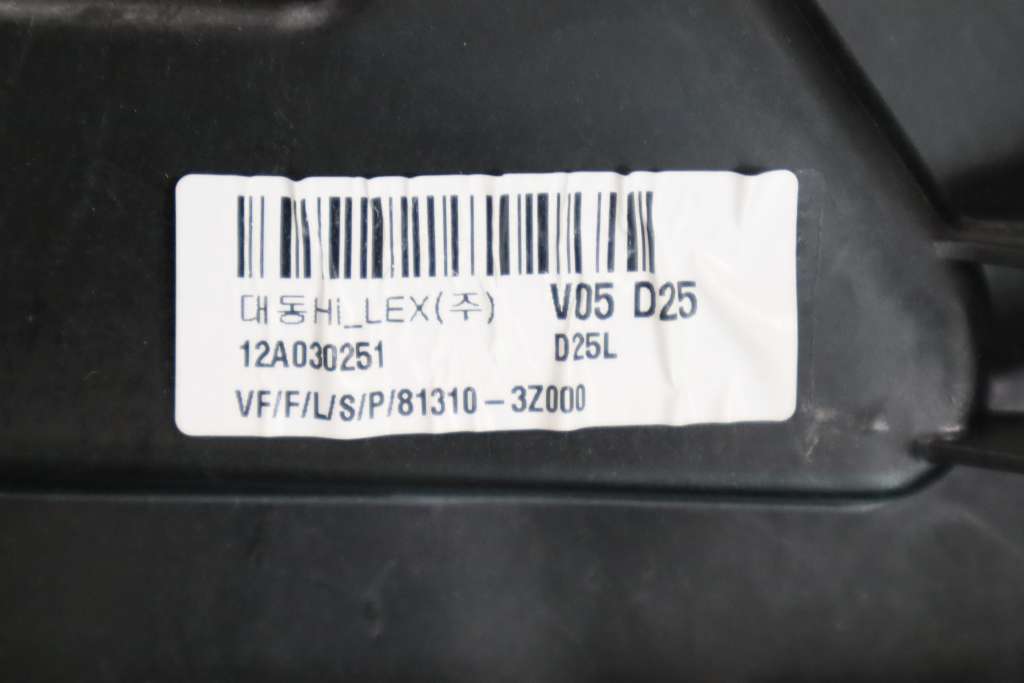 대동Hi_LEX(주) V05 D25
12A030251 D25L
VF/F/L/S/P/81310-3Z000